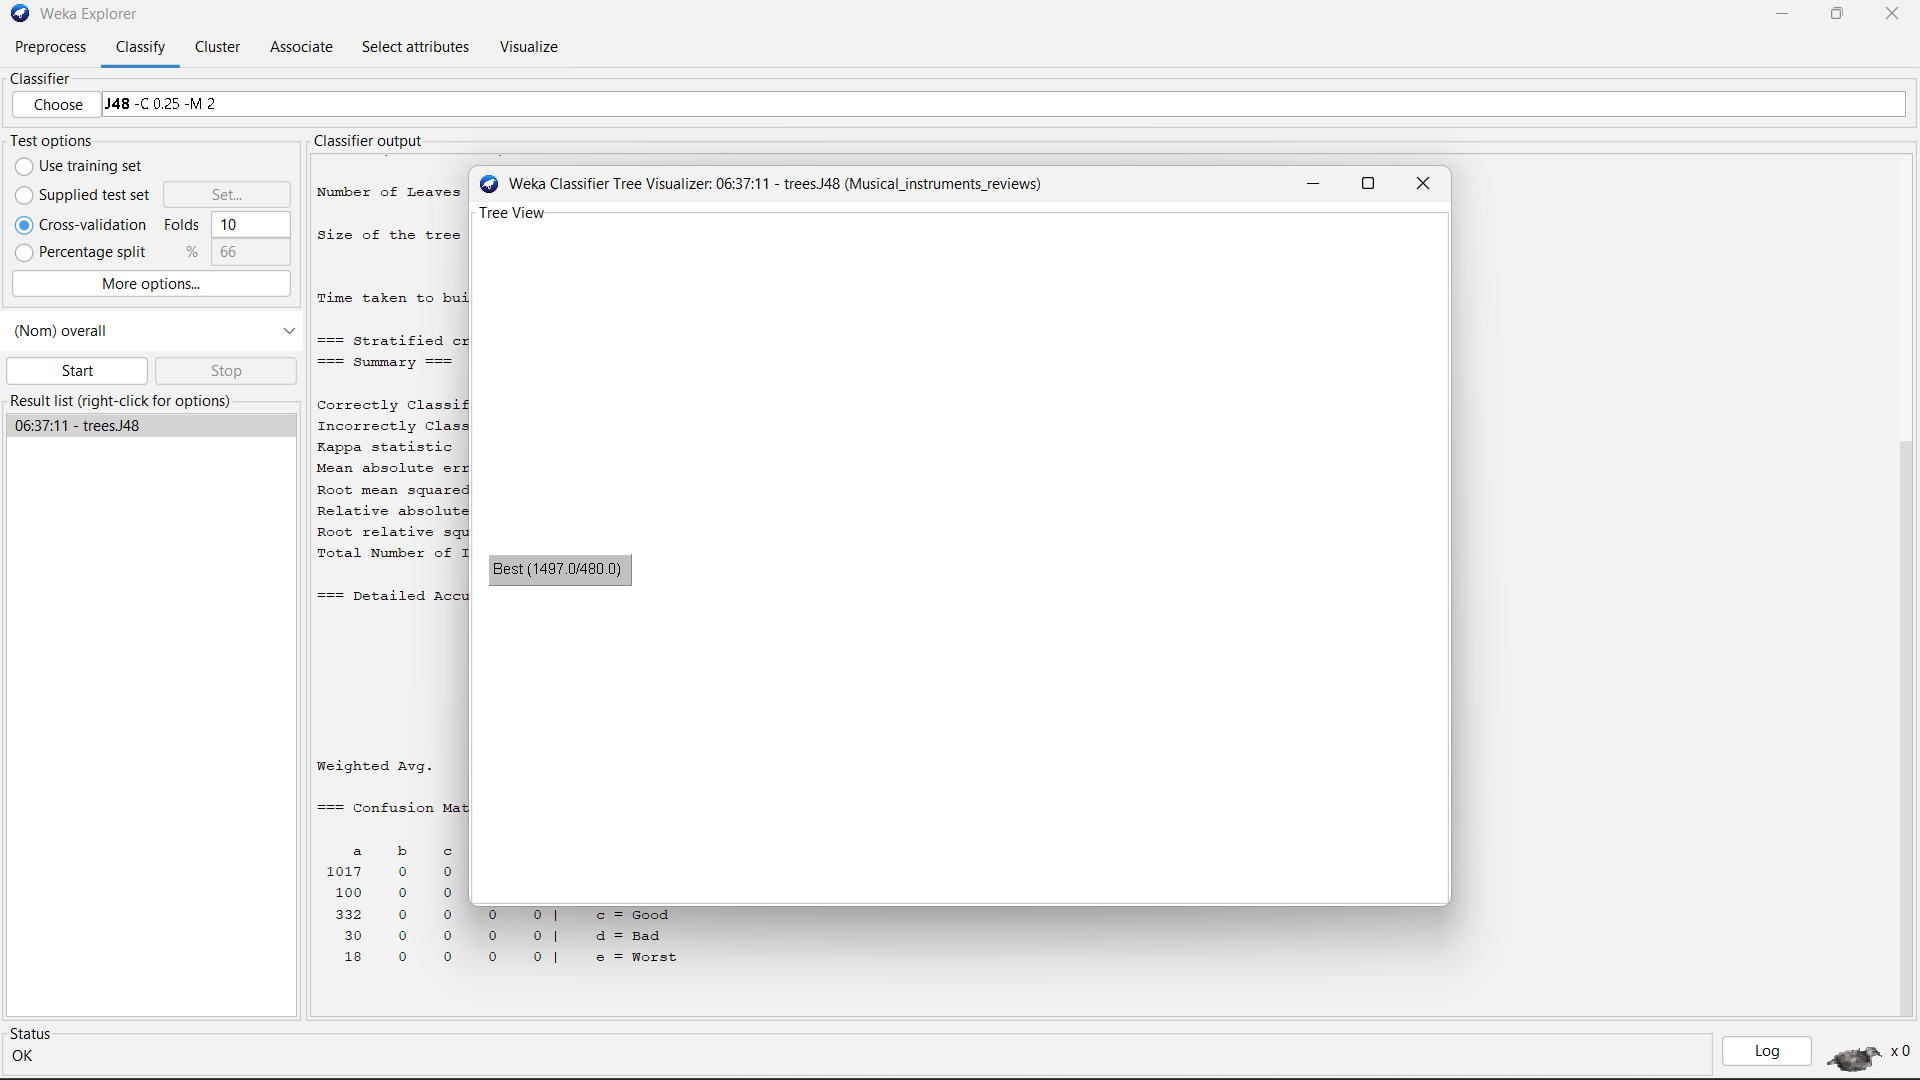 Weka Explorer
Preprocess Classify Cluster Associate Select attributes Visualize
Classifier
Choose J48 -C 0.25 -M 2
Test options
Use training set
Supplied test set Set...
Cross-validation Folds 10
Percentage split % 66
More options...
(Nom) overall
Start Stop
Result list (right-click for options)
06:37:11 - trees.J48
Classifier output
Number of Leaves
Size of the tree
Time taken to bui
=== Stratified cr
=== Summary ===
Correctly Classif
Incorrectly Class
Kappa statistic
Mean absolute err
Root mean squared
Relative absolute
Root relative squ
Total Number of I
=== Detailed Accu
Weighted Avg.
=== Confusion Mat
a b c
1017 0 0
100 0 0
332 0 0 0 0 | c = Good
30 0 0 0 0 | d = Bad
18 0 0 0 0 | e = Worst
Weka Classifier Tree Visualizer: 06:37:11 - trees.J48 (Musical_instruments_reviews)
Tree View
Best (1497.0/480.0)
Status
OK
Log x 0